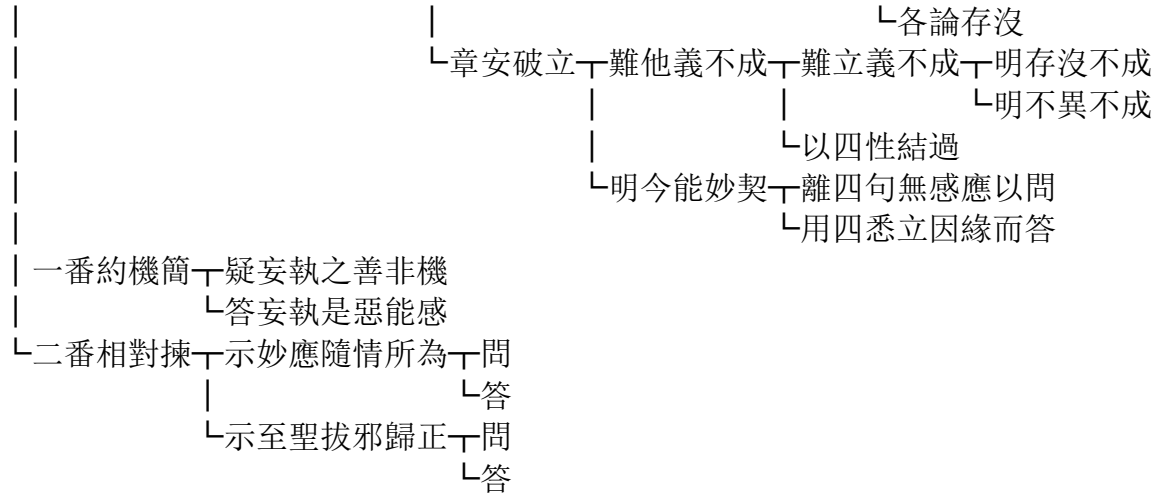 │ │ └各論存沒
│ └章安破立┬難他義不成┬難立義不成┬明存沒不成
│ │ │ └明不異不成
│ │ └以四性結過
│ └明今能妙契┬離四句無感應以問
│ └用四悉立因緣而答
│一番約機簡┬疑妄執之善非機
│ └答妄執是惡能感
└二番相對揀┬示妙應隨情所為┬問
│ └答
└示至聖拔邪歸正┬問
└答